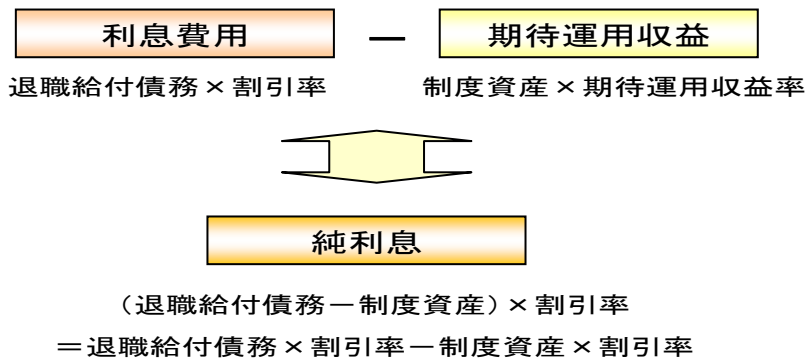 利息費用 － 期待運用収益
退職給付債務×割引率 制度資産×期待運用収益率
純利息
（退職給付債務－制度資産）×割引率
＝退職給付債務×割引率－制度資産×割引率